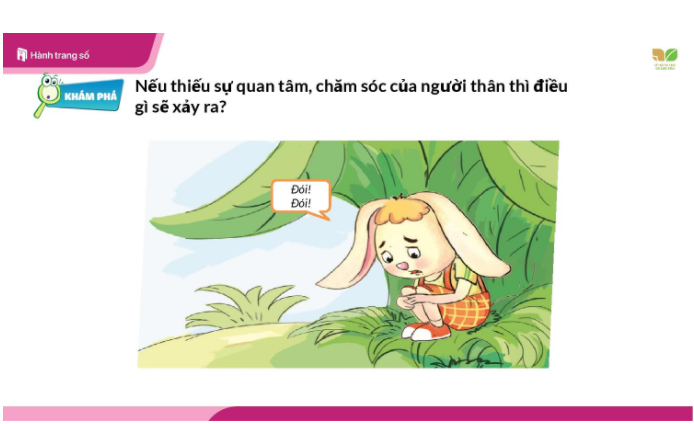 Hành trang số
KHÁM PHÁ
Nếu thiếu sự quan tâm, chăm sóc của người thân thì điều
gì sẽ xảy ra?
Đói!
Đói!